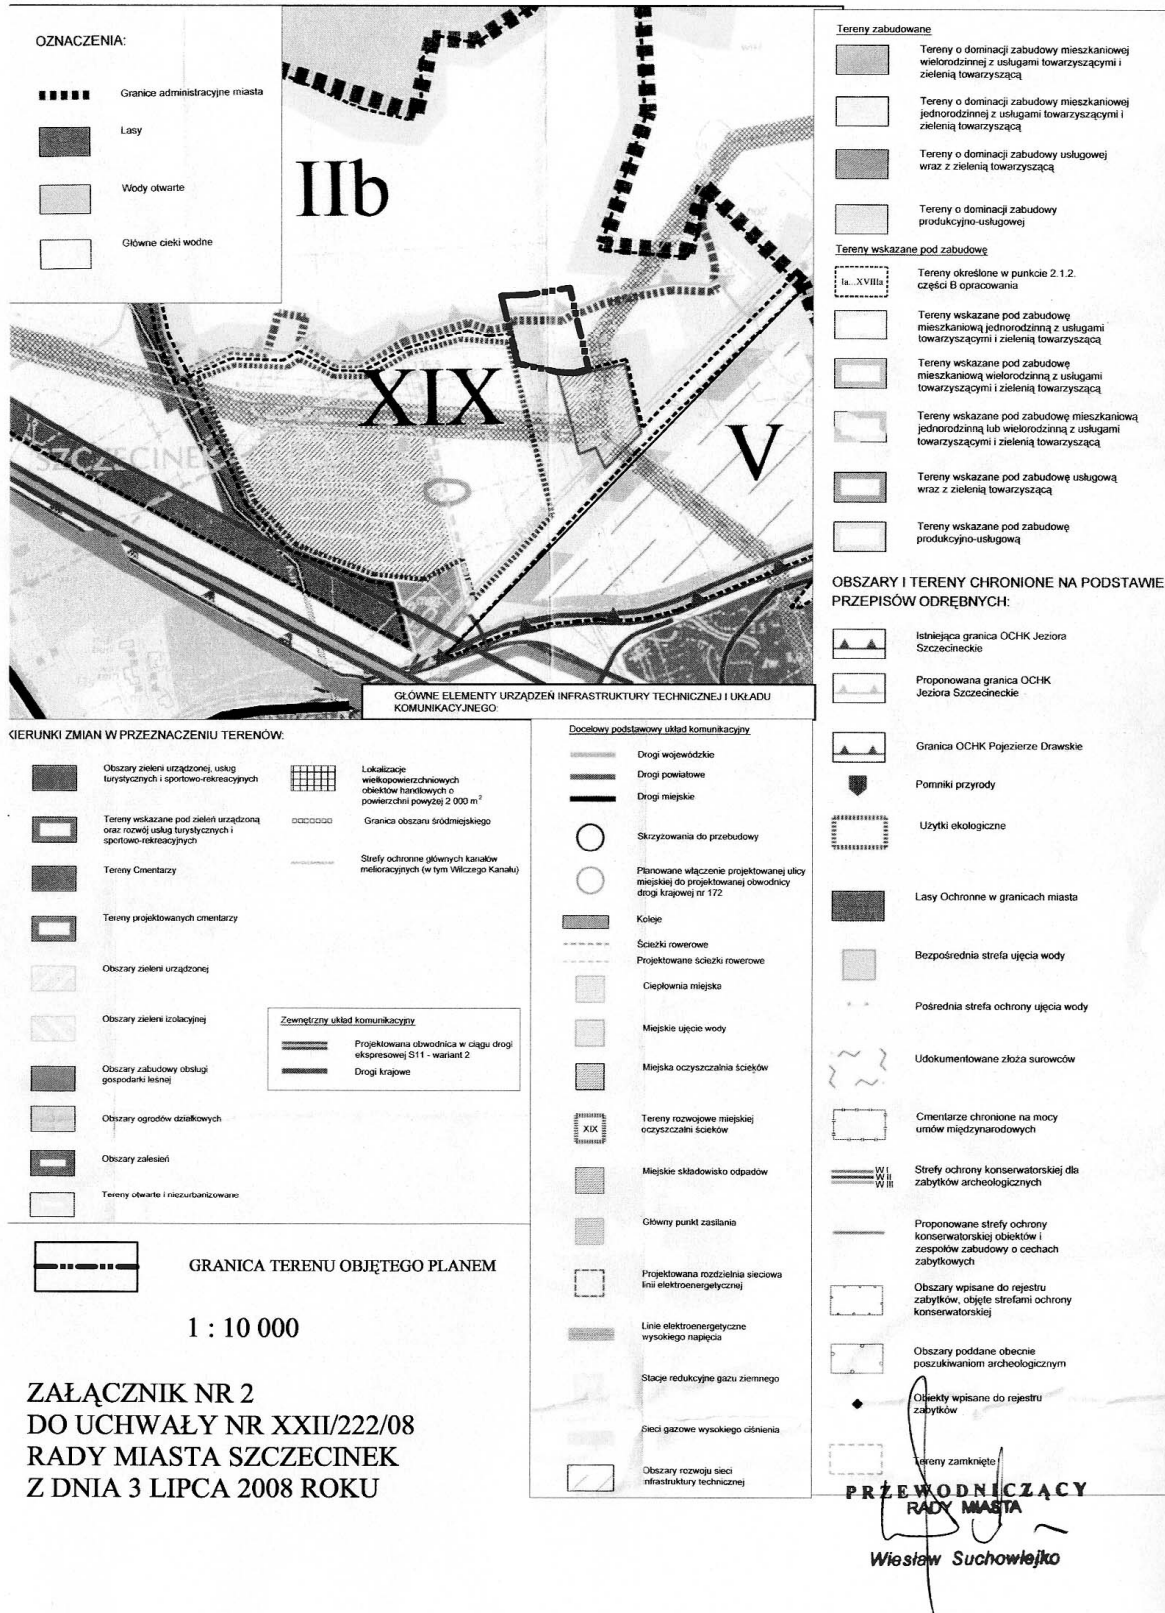 OZNACZENIA:
Granice administracyjne miasta
Lasy
Wody otwarte
Główne cieki wodne
IIb
XIX
V
SZCZECINEK
Tereny zabudowane
Tereny o dominacji zabudowy mieszkaniowej
wielorodzinnej z usługami towarzyszącymi i
zielenią towarzyszącą
Tereny o dominacji zabudowy mieszkaniowej
jednorodzinnej z usługami towarzyszącymi i
zielenią towarzyszącą
Tereny o dominacji zabudowy usługowej
wraz z zielenią towarzyszącą
Tereny o dominacji zabudowy
produkcyjno-usługowej
Tereny wskazane pod zabudowę
Ia...XVIIIa
Tereny określone w punkcie 2.1.2.
części B opracowania
Tereny wskazane pod zabudowę
mieszkaniową jednorodzinną z usługami
towarzyszącymi i zielenią towarzyszącą
Tereny wskazane pod zabudowę
mieszkaniową wielorodzinną z usługami
towarzyszącymi i zielenią towarzyszącą
Tereny wskazane pod zabudowę mieszkaniową
jednorodzinną lub wielorodzinną z usługami
towarzyszącymi i zielenią towarzyszącą
Tereny wskazane pod zabudowę usługową
wraz z zielenią towarzyszącą
Tereny wskazane pod zabudowę
produkcyjno-usługową
OBSZARY I TERENY CHRONIONE NA PODSTAWIE
PRZEPISÓW ODRĘBNYCH:
Istniejąca granica OCHK Jeziora
Szczecineckie
Proponowana granica OCHK
Jeziora Szczecineckie
Granica OCHK Pojezierze Drawskie
Pomniki przyrody
Użytki ekologiczne
Lasy Ochronne w granicach miasta
Bezpośrednia strefa ujęcia wody
Pośrednia strefa ochrony ujęcia wody
Udokumentowane złoża surowców
Cmentarze chronione na mocy
umów międzynarodowych
W I
W II
W III
Strefy ochrony konserwatorskiej dla
zabytków archeologicznych
Proponowane strefy ochrony
konserwatorskiej obiektów i
zespołów zabudowy o cechach
zabytkowych
Obszary wpisane do rejestru
zabytków, objęte strefami ochrony
konserwatorskiej
Obszary poddane obecnie
poszukiwaniom archeologicznym
Obiekty wpisane do rejestru
zabytków
Tereny zamknięte
GŁÓWNE ELEMENTY URZĄDZEŃ INFRASTRUKTURY TECHNICZNEJ I UKŁADU
KOMUNIKACYJNEGO:
KIERUNKI ZMIAN W PRZEZNACZENIU TERENÓW:
Obszary zieleni urządzonej, usług
turystycznych i sportowo-rekreacyjnych
Tereny wskazane pod zieleń urządzoną
oraz rozwój usług turystycznych i
sportowo-rekreacyjnych
Tereny Cmentarzy
Tereny projektowanych cmentarzy
Obszary zieleni urządzonej
Obszary zieleni izolacyjnej
Obszary zabudowy obsługi
gospodarki leśnej
Obszary ogrodów działkowych
Obszary zalesień
Tereny otwarte i niezurbanizowane
Lokalizacje
wielkopowierzchniowych
obiektów handlowych o
powierzchni powyżej 2 000 m²
Granica obszaru śródmiejskiego
Strefy ochronne głównych kanałów
melioracyjnych (w tym Wilczego Kanału)
Zewnętrzny układ komunikacyjny
Projektowana obwodnica w ciągu drogi
ekspresowej S11 - wariant 2
Drogi krajowe
Docelowy podstawowy układ komunikacyjny
Drogi wojewódzkie
Drogi powiatowe
Drogi miejskie
Skrzyżowania do przebudowy
Planowane włączenie projektowanej ulicy
miejskiej do projektowanej obwodnicy
drogi krajowej nr 172
Koleje
Ścieżki rowerowe
Projektowane ścieżki rowerowe
Ciepłownia miejska
Miejskie ujęcie wody
Miejska oczyszczalnia ścieków
XIX
Tereny rozwojowe miejskiej
oczyszczalni ścieków
Miejskie składowisko odpadów
Główny punkt zasilania
Projektowana rozdzielnia sieciowa
linii elektroenergetycznej
Linie elektroenergetyczne
wysokiego napięcia
Stacje redukcyjne gazu ziemnego
Sieci gazowe wysokiego ciśnienia
Obszary rozwoju sieci
infrastruktury technicznej
GRANICA TERENU OBJĘTEGO PLANEM
1 : 10 000
ZAŁĄCZNIK NR 2
DO UCHWAŁY NR XXII/222/08
RADY MIASTA SZCZECINEK
Z DNIA 3 LIPCA 2008 ROKU
PRZEWODNICZĄCY
RADY MIASTA
Wiesław Suchowiejko